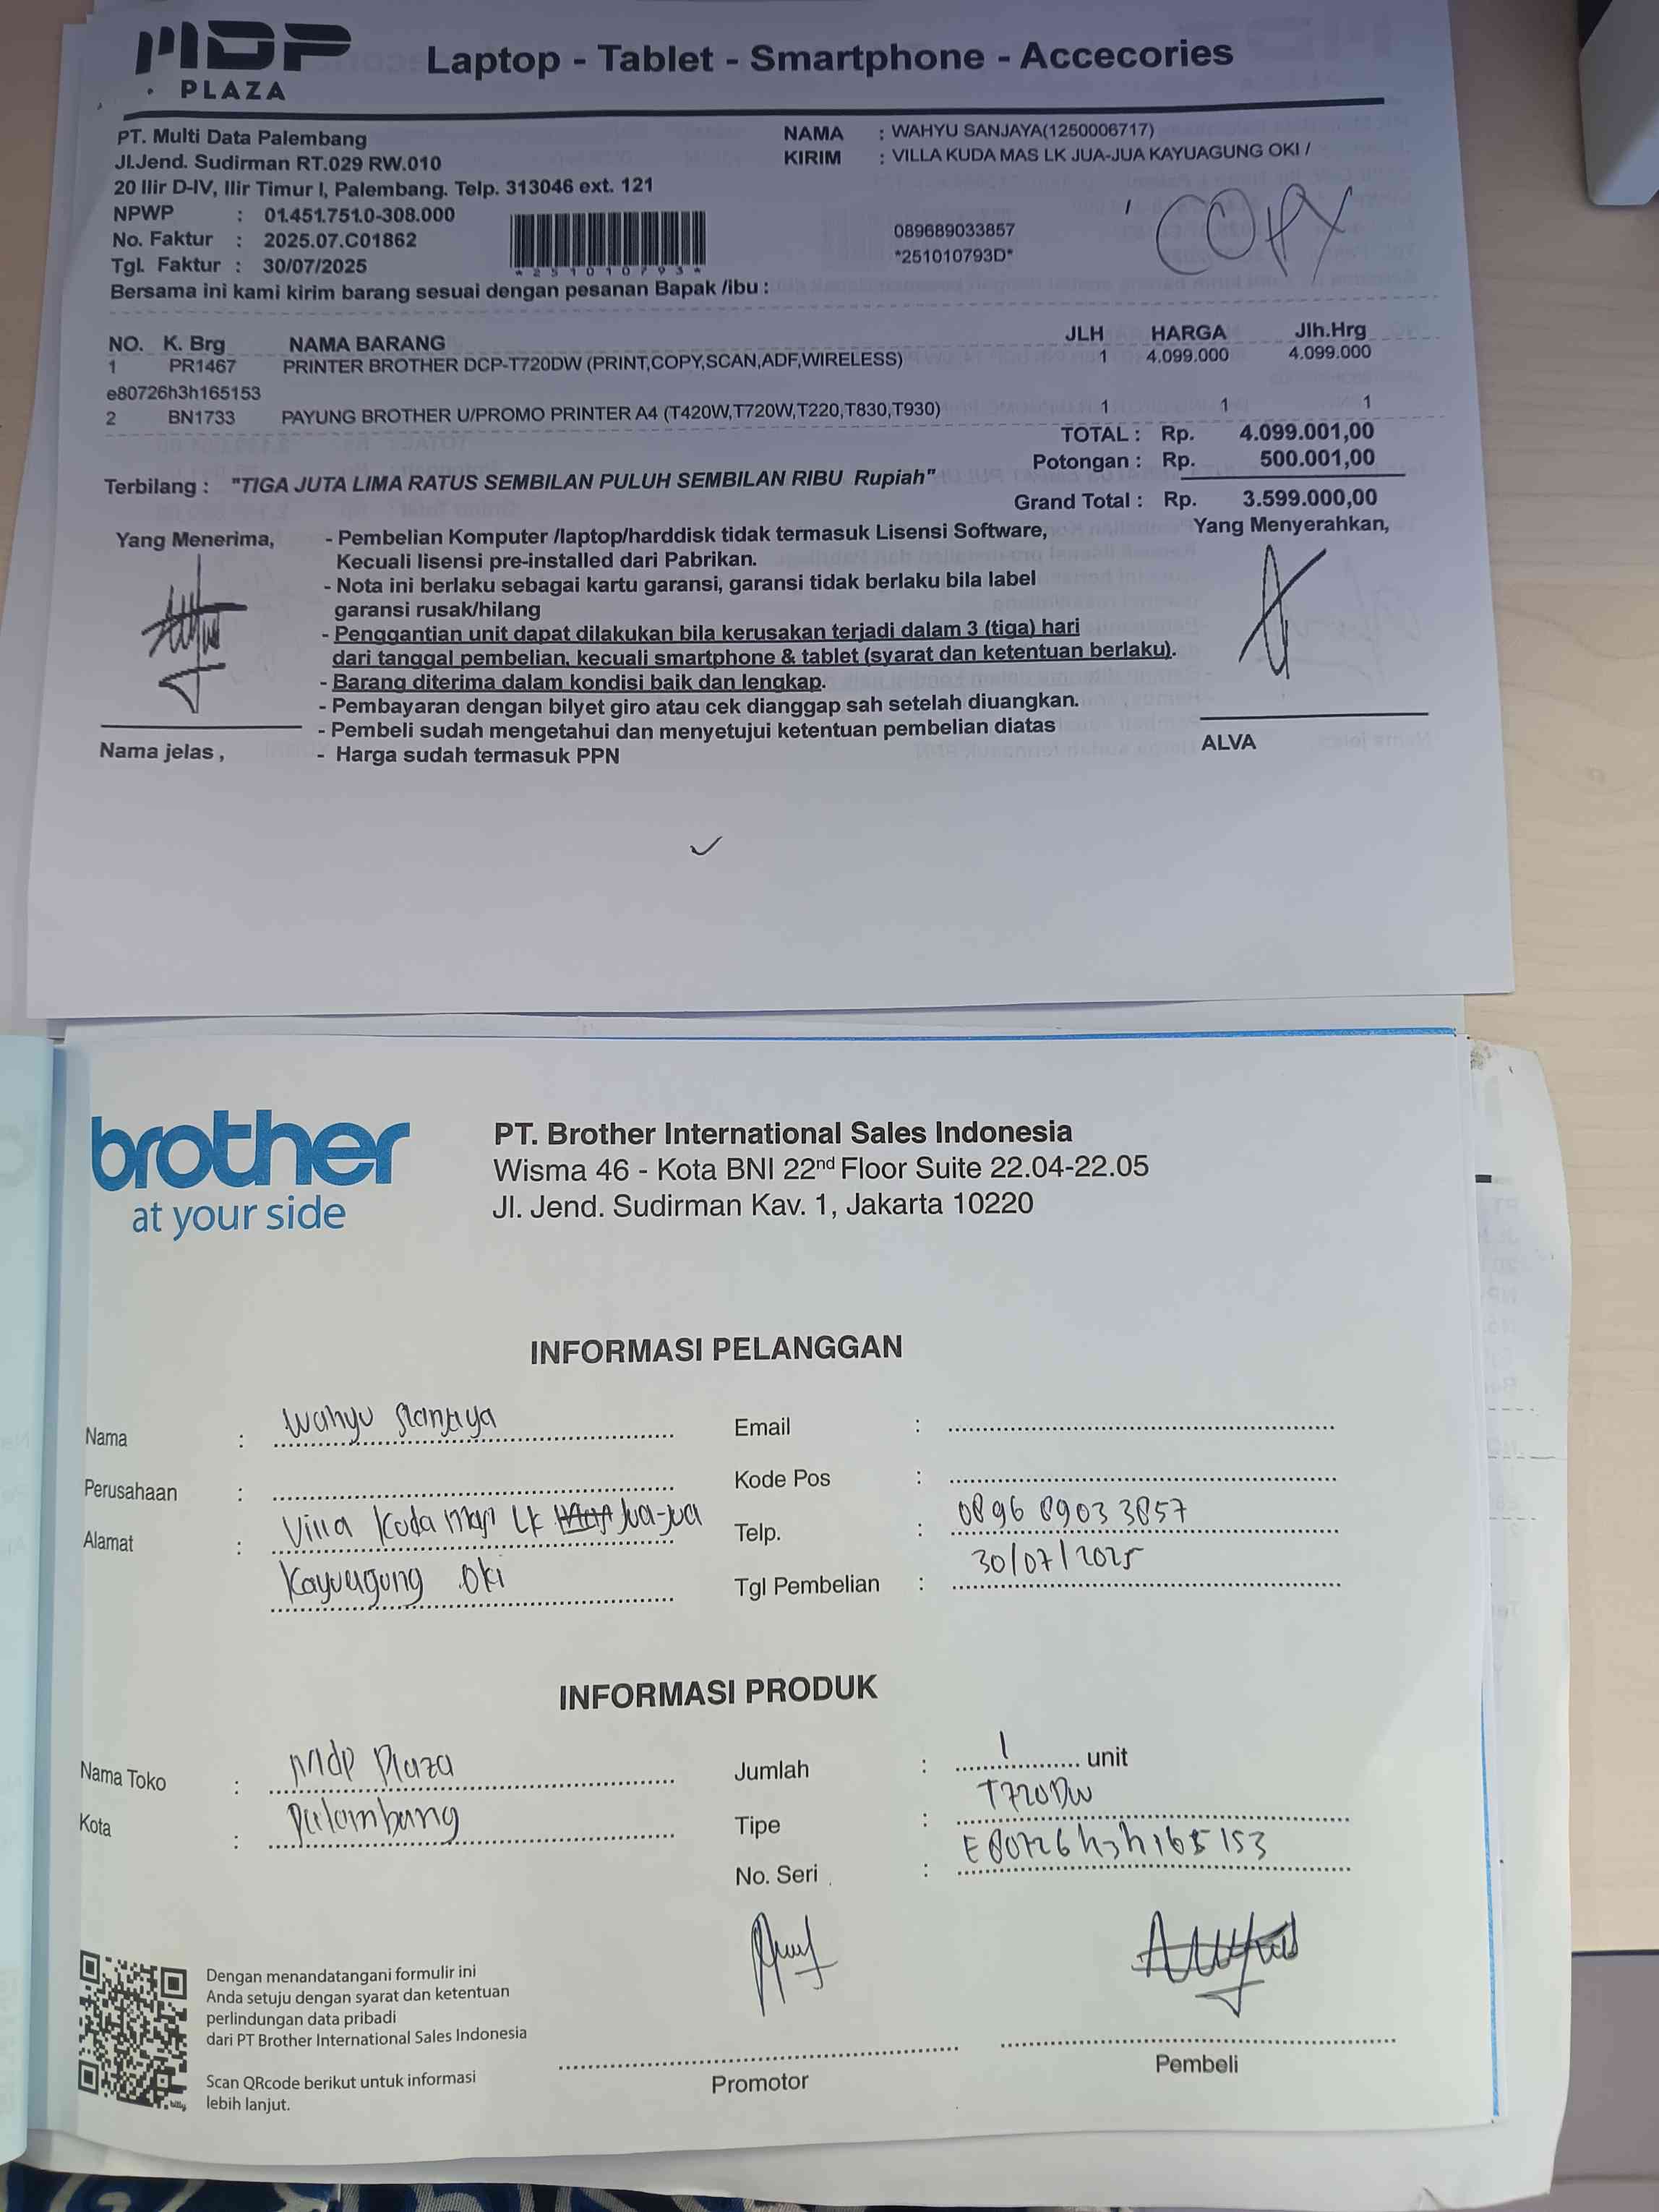 MDP
PLAZA
Laptop - Tablet - Smartphone - Accecories
PT. Multi Data Palembang
Jl.Jend. Sudirman RT.029 RW.010
20 Ilir D-IV, Ilir Timur I, Palembang. Telp. 313046 ext. 121
NPWP : 01.451.751.0-308.000
No. Faktur : 2025.07.C01862
Tgl. Faktur : 30/07/2025
*251010793*
NAMA : WAHYU SANJAYA(1250006717)
KIRIM : VILLA KUDA MAS LK JUA-JUA KAYUAGUNG OKI /
/
COPY
089689033857
*251010793D*
Bersama ini kami kirim barang sesuai dengan pesanan Bapak /ibu :
NO. K. Brg NAMA BARANG JLH HARGA Jlh.Hrg
1 PR1467 PRINTER BROTHER DCP-T720DW (PRINT,COPY,SCAN,ADF,WIRELESS) 1 4.099.000 4.099.000
e80726h3h165153
2 BN1733 PAYUNG BROTHER U/PROMO PRINTER A4 (T420W,T720W,T220,T830,T930) 1 1 1
TOTAL : Rp. 4.099.001,00
Potongan : Rp. 500.001,00
Terbilang : "TIGA JUTA LIMA RATUS SEMBILAN PULUH SEMBILAN RIBU Rupiah"
Grand Total : Rp. 3.599.000,00
Yang Menerima,
- Pembelian Komputer /laptop/harddisk tidak termasuk Lisensi Software,
Kecuali lisensi pre-installed dari Pabrikan.
- Nota ini berlaku sebagai kartu garansi, garansi tidak berlaku bila label
garansi rusak/hilang
- Penggantian unit dapat dilakukan bila kerusakan terjadi dalam 3 (tiga) hari
dari tanggal pembelian, kecuali smartphone & tablet (syarat dan ketentuan berlaku).
- Barang diterima dalam kondisi baik dan lengkap.
- Pembayaran dengan bilyet giro atau cek dianggap sah setelah diuangkan.
- Pembeli sudah mengetahui dan menyetujui ketentuan pembelian diatas
- Harga sudah termasuk PPN
Yang Menyerahkan,
Nama jelas ,
ALVA
brother
at your side
PT. Brother International Sales Indonesia
Wisma 46 - Kota BNI 22nd Floor Suite 22.04-22.05
Jl. Jend. Sudirman Kav. 1, Jakarta 10220
INFORMASI PELANGGAN
Nama : Wahyu Sanjaya
Perusahaan :
Alamat : Villa Kuda Mas LK Jua-Jua
Kayuagung Oki
Email :
Kode Pos :
Telp. : 0896 8903 3857
Tgl Pembelian : 30/07/2025
INFORMASI PRODUK
Nama Toko : Mdp Plaza
Kota : Palembang
Jumlah : 1 unit
Tipe : T720DW
No. Seri : E80726h3h165153
Dengan menandatangani formulir ini
Anda setuju dengan syarat dan ketentuan
perlindungan data pribadi
dari PT Brother International Sales Indonesia
Scan QRcode berikut untuk informasi
lebih lanjut.
Promotor
Pembeli